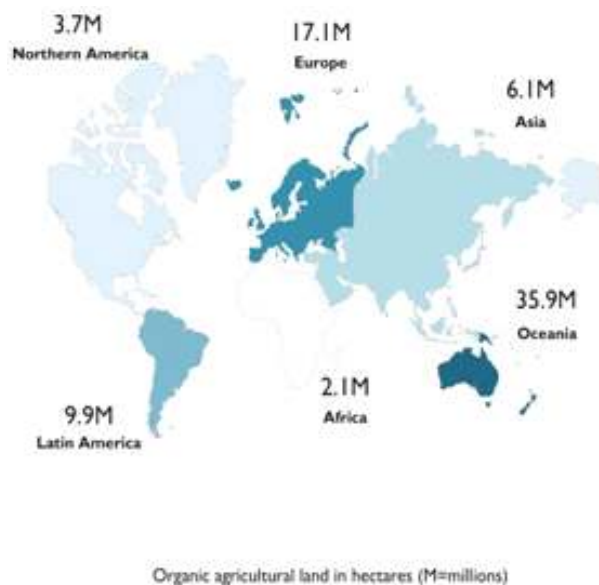 3.7M
Northern America
17.1M
Europe
6.1M
Asia
35.9M
Oceania
2.1M
Africa
9.9M
Latin America
Organic agricultural land in hectares (M=millions)